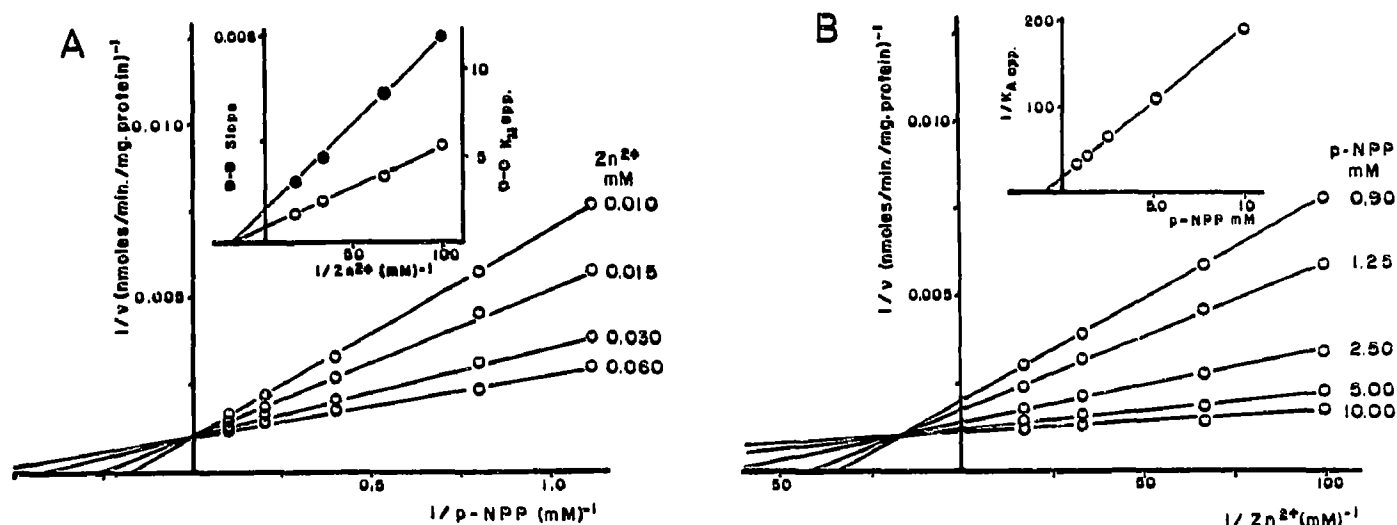 A
1/v (nmoles/min./mg.protein)⁻¹
0.010
0.005
0.005
Slope
10
5
K_M app.
50
100
1/Zn²⁺ (mM)⁻¹
Zn²⁺
mM
0.010
0.015
0.030
0.060
0.5
1.0
1/p-NPP (mM)⁻¹
B
1/v (nmoles/min./mg.protein)⁻¹
0.010
0.005
200
100
1/K_A app.
5.0
10
p-NPP mM
p-NPP
mM
0.90
1.25
2.50
5.00
10.00
50
50
100
1/Zn²⁺(mM)⁻¹